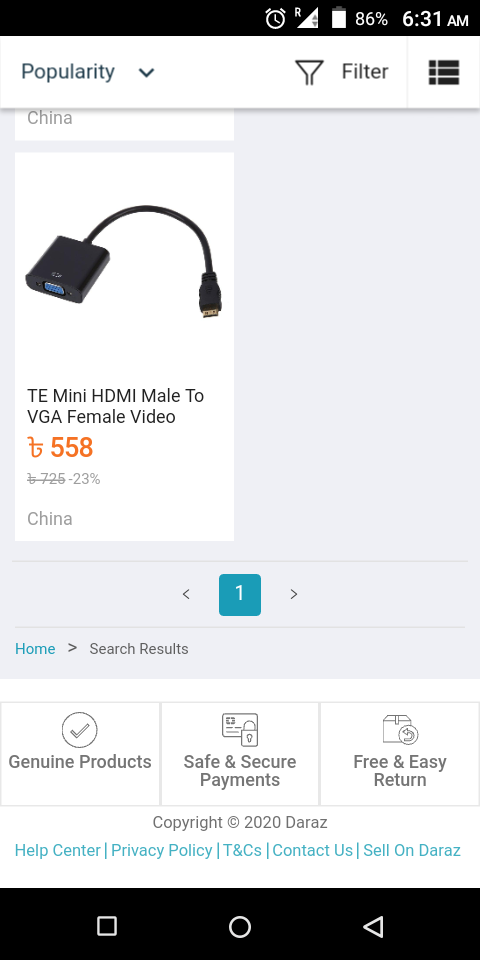 R 86% 6:31 AM
Popularity Filter
China
TE Mini HDMI Male To
VGA Female Video
৳ 558
৳ 725 -23%
China
< 1 >
Home > Search Results
Genuine Products
Safe & Secure
Payments
Free & Easy
Return
Copyright © 2020 Daraz
Help Center | Privacy Policy | T&Cs | Contact Us | Sell On Daraz